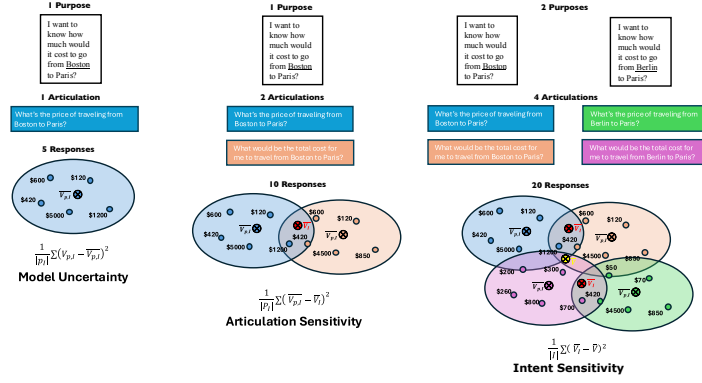 1 Purpose
I want to
know how
much would
it cost to go
from Boston
to Paris?
1 Articulation
What's the price of traveling from
Boston to Paris?
5 Responses
$600
$120
$420
V̅p,i
$5000
$1200
1/|p_i| ∑(v_p,i − V̅p,i)²
Model Uncertainty
1 Purpose
I want to
know how
much would
it cost to go
from Boston
to Paris?
2 Articulations
What's the price of traveling from
Boston to Paris?
What would be the total cost for
me to travel from Boston to Paris?
10 Responses
$600
$120
$420
V̅p,i
$5000
$1200
V̅i
$600
$120
$420
V̅p,i
$4500
$850
1/|P_i| ∑(V̅p,i − V̅i)²
Articulation Sensitivity
2 Purposes
I want to
know how
much would
it cost to go
from Boston
to Paris?
I want to
know how
much would
it cost to go
from Berlin
to Paris?
4 Articulations
What's the price of traveling from
Boston to Paris?
What's the price of traveling from
Berlin to Paris?
What would be the total cost for
me to travel from Boston to Paris?
What would be the total cost for
me to travel from Berlin to Paris?
20 Responses
$600
$120
$420
V̅p,i
$5000
$1200
V̅i
$600
$120
$420
V̅p,i
$4500
$850
$200
$300
$260
V̅p,i
$800
$700
V̅i
$50
$70
$420
V̅p,i
$4500
$850
1/|I| ∑(V̅i − V̅)²
Intent Sensitivity